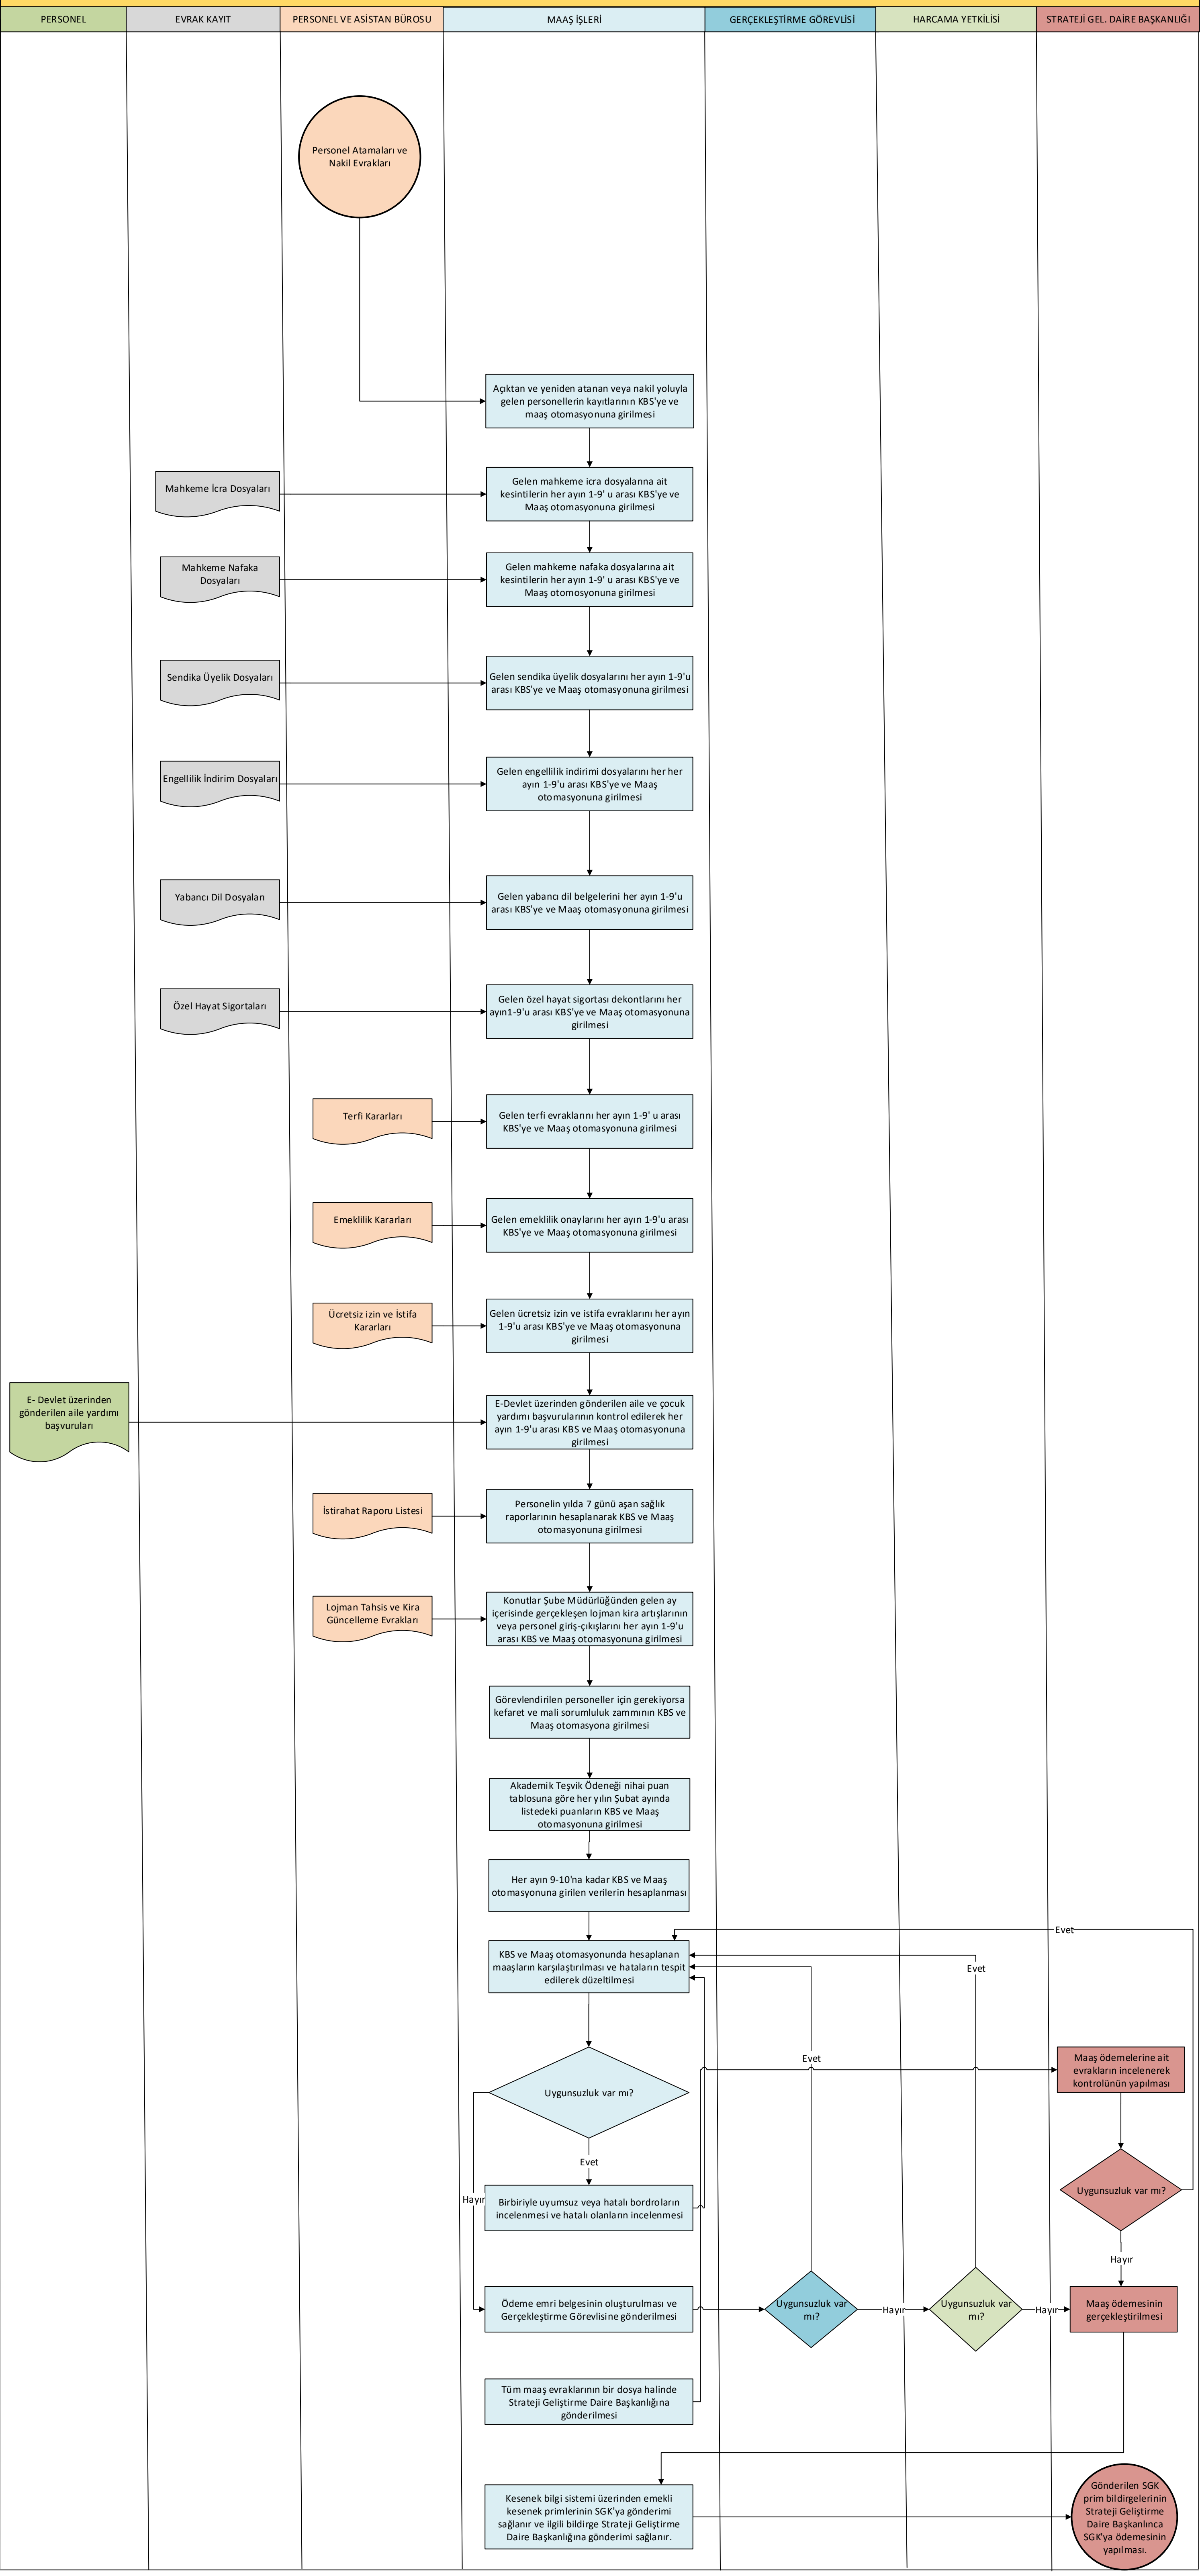 PERSONEL
EVRAK KAYIT
PERSONEL VE ASİSTAN BÜROSU
MAAŞ İŞLERİ
GERÇEKLEŞTİRME GÖREVLİSİ
HARCAMA YETKİLİSİ
STRATEJİ GEL. DAİRE BAŞKANLIĞI
Personel Atamaları ve
Nakil Evrakları
Açıktan ve yeniden atanan veya nakil yoluyla
gelen personellerin kayıtlarının KBS'ye ve
maaş otomasyonuna girilmesi
Mahkeme İcra Dosyaları
Gelen mahkeme icra dosyalarına ait
kesintilerin her ayın 1-9' u arası KBS'ye ve
Maaş otomasyonuna girilmesi
Mahkeme Nafaka
Dosyaları
Gelen mahkeme nafaka dosyalarına ait
kesintilerin her ayın 1-9' u arası KBS'ye ve
Maaş otomosyonuna girilmesi
Sendika Üyelik Dosyaları
Gelen sendika üyelik dosyalarını her ayın 1-9'u
arası KBS'ye ve Maaş otomasyonuna girilmesi
Engellilik İndirim Dosyaları
Gelen engellilik indirimi dosyalarını her her
ayın 1-9'u arası KBS'ye ve Maaş
otomasyonuna girilmesi
Yabancı Dil Dosyaları
Gelen yabancı dil belgelerini her ayın 1-9'u
arası KBS'ye ve Maaş otomasyonuna girilmesi
Özel Hayat Sigortaları
Gelen özel hayat sigortası dekontlarını her
ayın1-9'u arası KBS'ye ve Maaş otomasyonuna
girilmesi
Terfi Kararları
Gelen terfi evraklarını her ayın 1-9' u arası
KBS'ye ve Maaş otomasyonuna girilmesi
Emeklilik Kararları
Gelen emeklilik onaylarını her ayın 1-9'u arası
KBS'ye ve Maaş otomasyonuna girilmesi
Ücretsiz izin ve İstifa
Kararları
Gelen ücretsiz izin ve istifa evraklarını her ayın
1-9'u arası KBS'ye ve Maaş otomasyonuna
girilmesi
E- Devlet üzerinden
gönderilen aile yardımı
başvuruları
E-Devlet üzerinden gönderilen aile ve çocuk
yardımı başvurularının kontrol edilerek her
ayın 1-9'u arası KBS ve Maaş otomasyonuna
girilmesi
İstirahat Raporu Listesi
Personelin yılda 7 günü aşan sağlık
raporlarının hesaplanarak KBS ve Maaş
otomasyonuna girilmesi
Lojman Tahsis ve Kira
Güncelleme Evrakları
Konutlar Şube Müdürlüğünden gelen ay
içerisinde gerçekleşen lojman kira artışlarının
veya personel giriş-çıkışlarını her ayın 1-9'u
arası KBS ve Maaş otomasyonuna girilmesi
Görevlendirilen personeller için gerekiyorsa
kefaret ve mali sorumluluk zammının KBS ve
Maaş otomasyona girilmesi
Akademik Teşvik Ödeneği nihai puan
tablosuna göre her yılın Şubat ayında
listedeki puanların KBS ve Maaş
otomasyonuna girilmesi
Her ayın 9-10'na kadar KBS ve Maaş
otomasyonuna girilen verilerin hesaplanması
Evet
KBS ve Maaş otomasyonunda hesaplanan
maaşların karşılaştırılması ve hataların tespit
edilerek düzeltilmesi
Evet
Evet
Maaş ödemelerine ait
evrakların incelenerek
kontrolünün yapılması
Uygunsuzluk var mı?
Evet
Uygunsuzluk var mı?
Hayır
Birbiriyle uyumsuz veya hatalı bordroların
incelenmesi ve hatalı olanların incelenmesi
Hayır
Ödeme emri belgesinin oluşturulması ve
Gerçekleştirme Görevlisine gönderilmesi
Uygunsuzluk var
mı?
Hayır
Uygunsuzluk var
mı?
Hayır
Maaş ödemesinin
gerçekleştirilmesi
Tüm maaş evraklarının bir dosya halinde
Strateji Geliştirme Daire Başkanlığına
gönderilmesi
Kesenek bilgi sistemi üzerinden emekli
kesenek primlerinin SGK'ya gönderimi
sağlanır ve ilgili bildirge Strateji Geliştirme
Daire Başkanlığına gönderimi sağlanır.
Gönderilen SGK
prim bildirgelerinin
Strateji Geliştirme
Daire Başkanlınca
SGK'ya ödemesinin
yapılması.